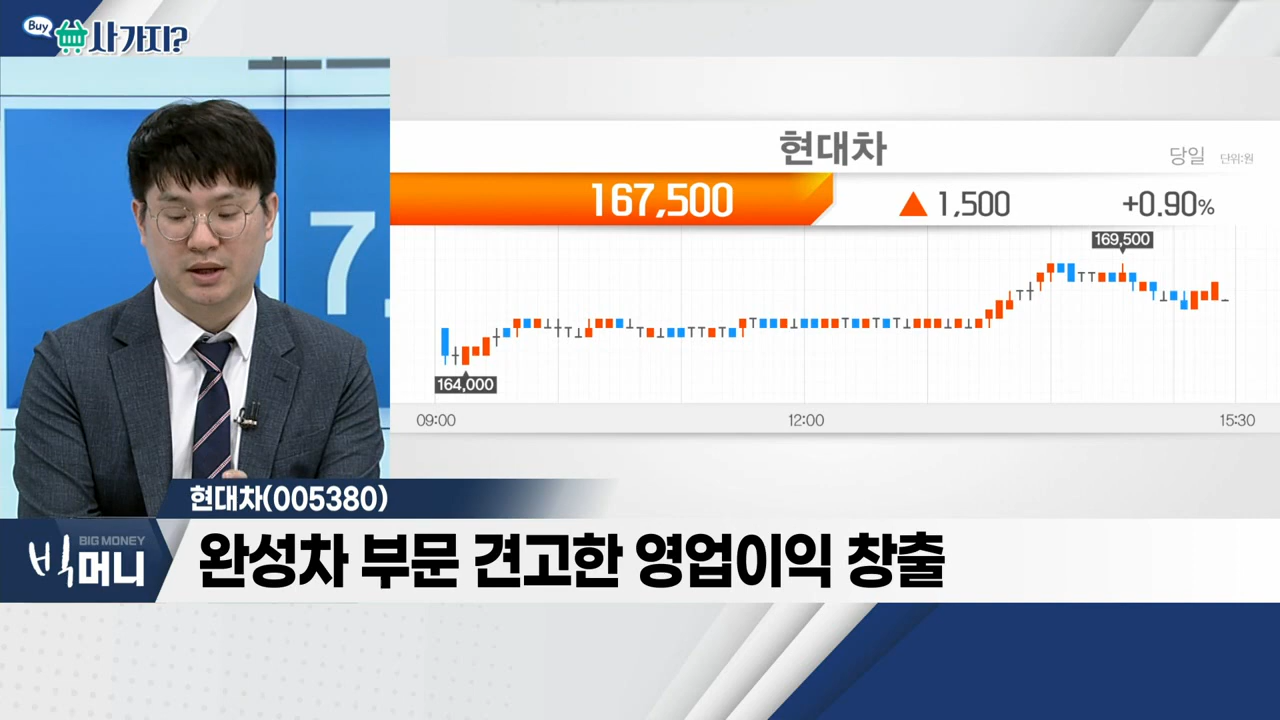 Buy
사가지?
7.
현대차
당일 단위:원
167,500 ▲ 1,500 +0.90%
169,500
164,000
09:00 12:00 15:30
현대차(005380)
BIG MONEY
빅머니
완성차 부문 견고한 영업이익 창출